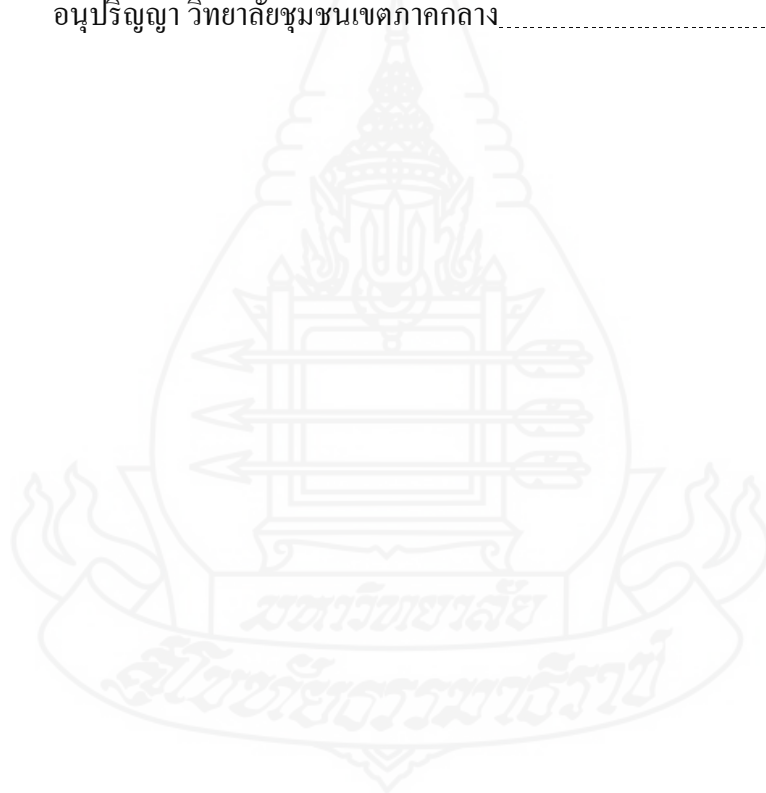 อนุปริญญา วิทยาลัยชุมชนเขตภาคกลาง
มหาวิทยาลัย
สุโขทัยธรรมาธิราช